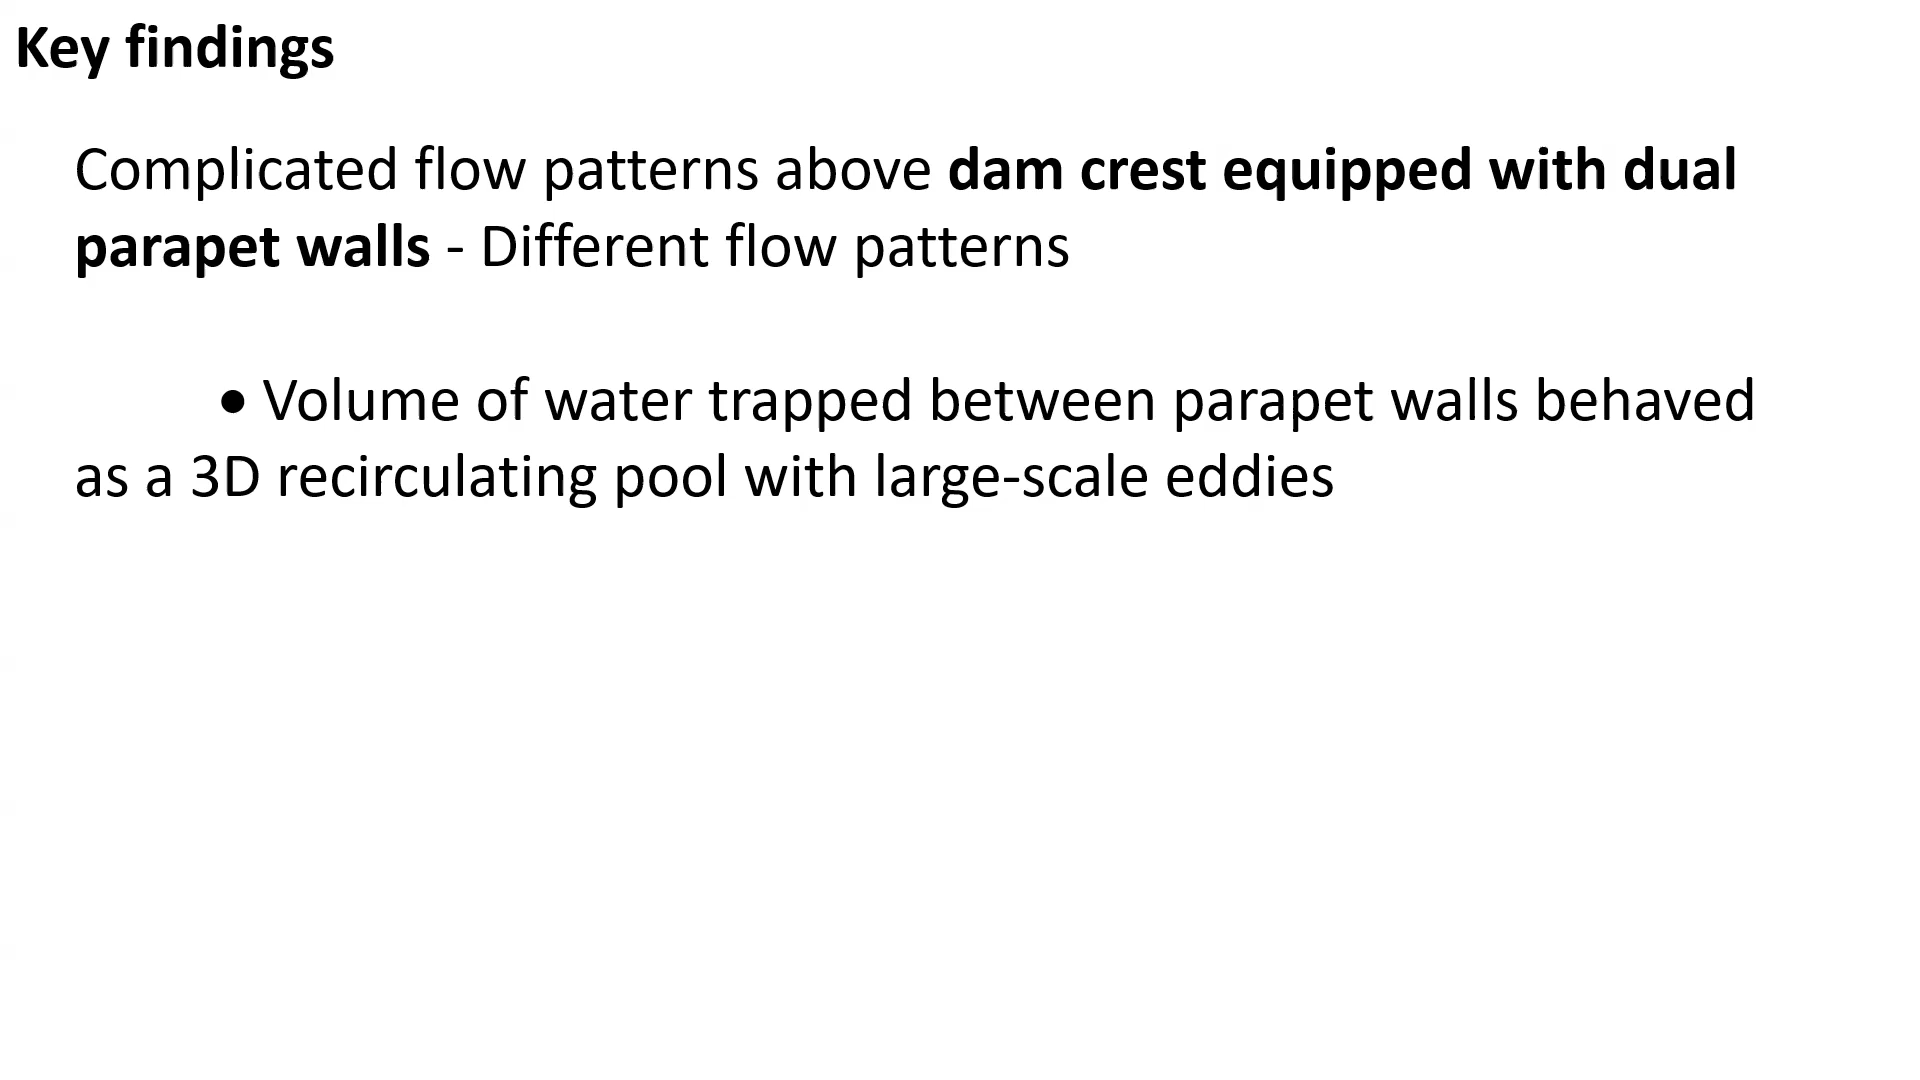 Key findings
Complicated flow patterns above dam crest equipped with dual
parapet walls - Different flow patterns
• Volume of water trapped between parapet walls behaved
as a 3D recirculating pool with large-scale eddies